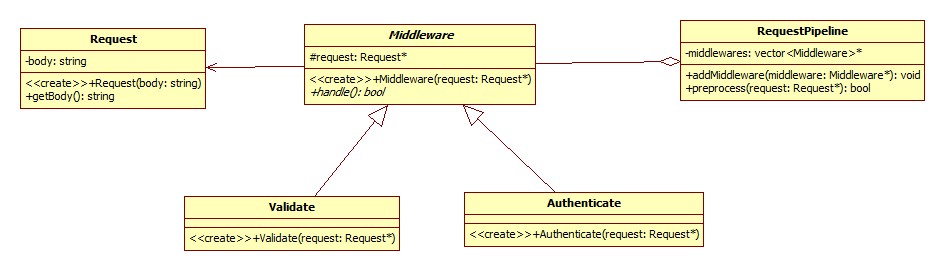 Request
-body: string
<<create>>+Request(body: string)
+getBody(): string
Middleware
#request: Request*
<<create>>+Middleware(request: Request*)
+handle(): bool
RequestPipeline
-middlewares: vector<Middleware>*
+addMiddleware(middleware: Middleware*): void
+preprocess(request: Request*): bool
Validate
<<create>>+Validate(request: Request*)
Authenticate
<<create>>+Authenticate(request: Request*)